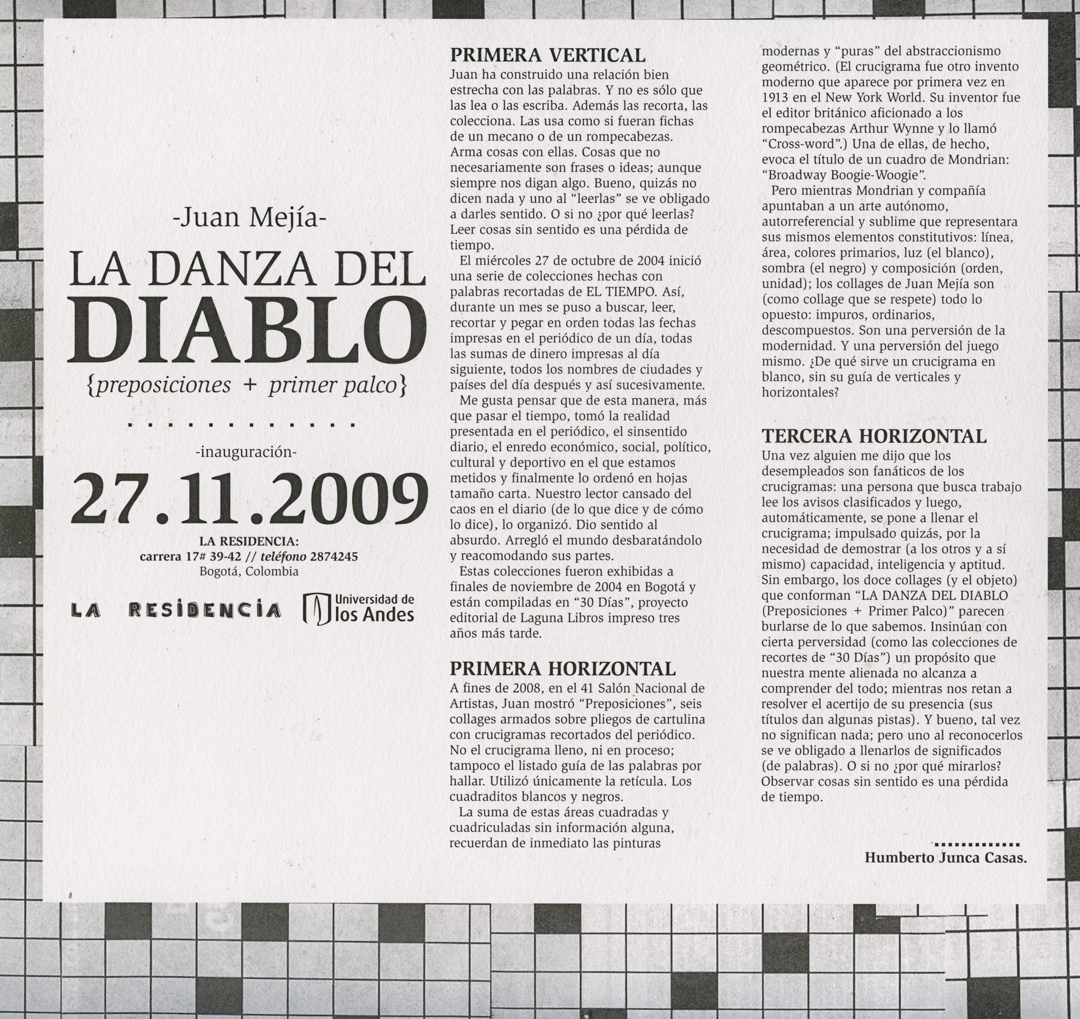 -Juan Mejía-
LA DANZA DEL
DIABLO
{preposiciones + primer palco}
. . . . . . . . . . . .
-inauguración-
27.11.2009
LA RESIDENCIA:
carrera 17# 39-42 // teléfono 2874245
Bogotá, Colombia
LA RESiDENCiA
Universidad de
los Andes
PRIMERA VERTICAL
Juan ha construido una relación bien
estrecha con las palabras. Y no es sólo que
las lea o las escriba. Además las recorta, las
colecciona. Las usa como si fueran fichas
de un mecano o de un rompecabezas.
Arma cosas con ellas. Cosas que no
necesariamente son frases o ideas; aunque
siempre nos digan algo. Bueno, quizás no
dicen nada y uno al “leerlas” se ve obligado
a darles sentido. O si no ¿por qué leerlas?
Leer cosas sin sentido es una pérdida de
tiempo.
El miércoles 27 de octubre de 2004 inició
una serie de colecciones hechas con
palabras recortadas de EL TIEMPO. Así,
durante un mes se puso a buscar, leer,
recortar y pegar en orden todas las fechas
impresas en el periódico de un día, todas
las sumas de dinero impresas al día
siguiente, todos los nombres de ciudades y
países del día después y así sucesivamente.
Me gusta pensar que de esta manera, más
que pasar el tiempo, tomó la realidad
presentada en el periódico, el sinsentido
diario, el enredo económico, social, político,
cultural y deportivo en el que estamos
metidos y finalmente lo ordenó en hojas
tamaño carta. Nuestro lector cansado del
caos en el diario (de lo que dice y de cómo
lo dice), lo organizó. Dio sentido al
absurdo. Arregló el mundo desbaratándolo
y reacomodando sus partes.
Estas colecciones fueron exhibidas a
finales de noviembre de 2004 en Bogotá y
están compiladas en “30 Días”, proyecto
editorial de Laguna Libros impreso tres
años más tarde.
PRIMERA HORIZONTAL
A fines de 2008, en el 41 Salón Nacional de
Artistas, Juan mostró “Preposiciones”, seis
collages armados sobre pliegos de cartulina
con crucigramas recortados del periódico.
No el crucigrama lleno, ni en proceso;
tampoco el listado guía de las palabras por
hallar. Utilizó únicamente la retícula. Los
cuadraditos blancos y negros.
La suma de estas áreas cuadradas y
cuadriculadas sin información alguna,
recuerdan de inmediato las pinturas
modernas y “puras” del abstraccionismo
geométrico. (El crucigrama fue otro invento
moderno que aparece por primera vez en
1913 en el New York World. Su inventor fue
el editor británico aficionado a los
rompecabezas Arthur Wynne y lo llamó
“Cross-word”.) Una de ellas, de hecho,
evoca el título de un cuadro de Mondrian:
“Broadway Boogie-Woogie”.
Pero mientras Mondrian y compañía
apuntaban a un arte autónomo,
autorreferencial y sublime que representara
sus mismos elementos constitutivos: línea,
área, colores primarios, luz (el blanco),
sombra (el negro) y composición (orden,
unidad); los collages de Juan Mejía son
(como collage que se respete) todo lo
opuesto: impuros, ordinarios,
descompuestos. Son una perversión de la
modernidad. Y una perversión del juego
mismo. ¿De qué sirve un crucigrama en
blanco, sin su guía de verticales y
horizontales?
TERCERA HORIZONTAL
Una vez alguien me dijo que los
desempleados son fanáticos de los
crucigramas: una persona que busca trabajo
lee los avisos clasificados y luego,
automáticamente, se pone a llenar el
crucigrama; impulsado quizás, por la
necesidad de demostrar (a los otros y a sí
mismo) capacidad, inteligencia y aptitud.
Sin embargo, los doce collages (y el objeto)
que conforman “LA DANZA DEL DIABLO
(Preposiciones + Primer Palco)” parecen
burlarse de lo que sabemos. Insinúan con
cierta perversidad (como las colecciones de
recortes de “30 Días”) un propósito que
nuestra mente alienada no alcanza a
comprender del todo; mientras nos retan a
resolver el acertijo de su presencia (sus
títulos dan algunas pistas). Y bueno, tal vez
no significan nada; pero uno al reconocerlos
se ve obligado a llenarlos de significados
(de palabras). O si no ¿por qué mirarlos?
Observar cosas sin sentido es una pérdida
de tiempo.
Humberto Junca Casas.